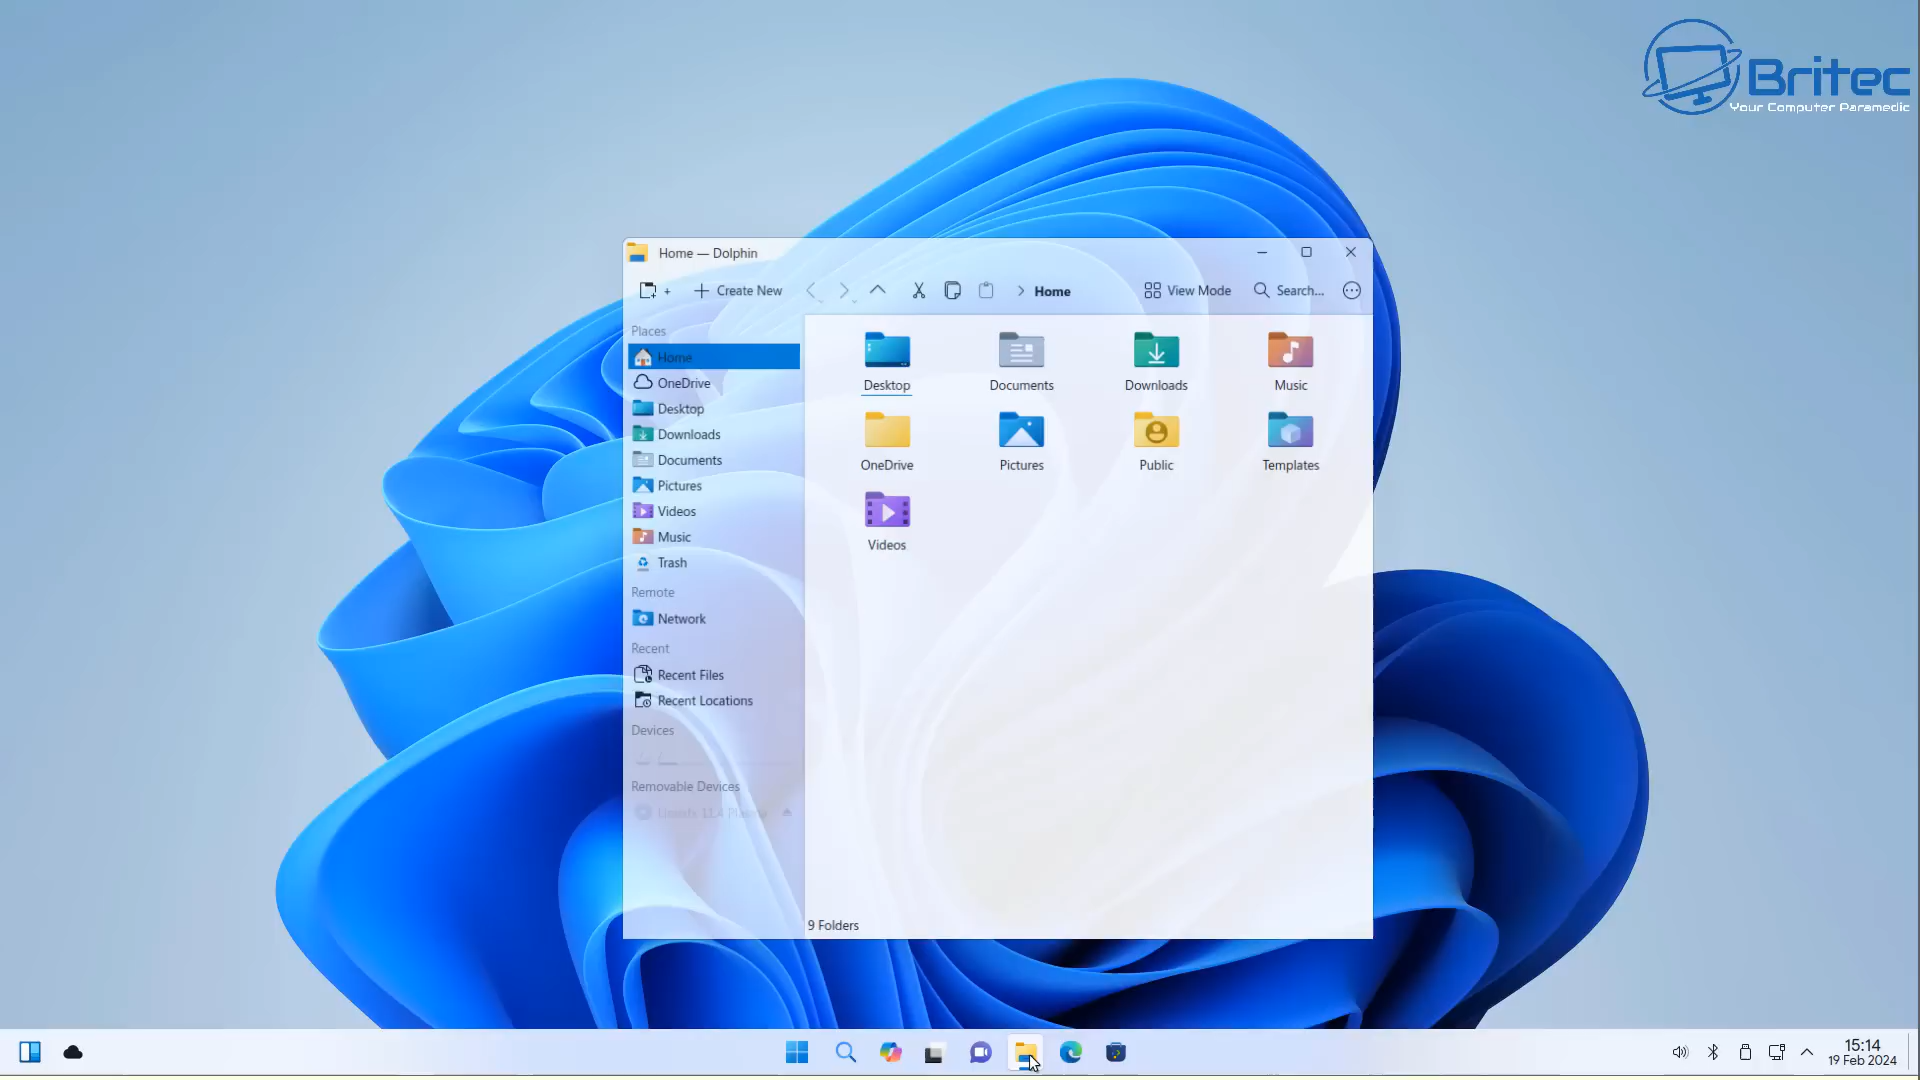 Britec
Your Computer Paramedic
Home — Dolphin
Create New
Home
View Mode
Search...
Places
Home
OneDrive
Desktop
Downloads
Documents
Pictures
Videos
Music
Trash
Remote
Network
Recent
Recent Files
Recent Locations
Devices
Removable Devices
Desktop
Documents
Downloads
Music
OneDrive
Pictures
Public
Templates
Videos
9 Folders
15:14
19 Feb 2024